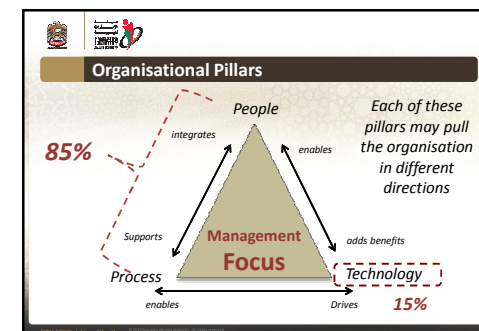 Organisational Pillars
People
Each of these
pillars may pull
the organisation
in different
directions
integrates
enables
85%
Supports
Management
Focus
adds benefits
Process
Technology
enables
Drives
15%